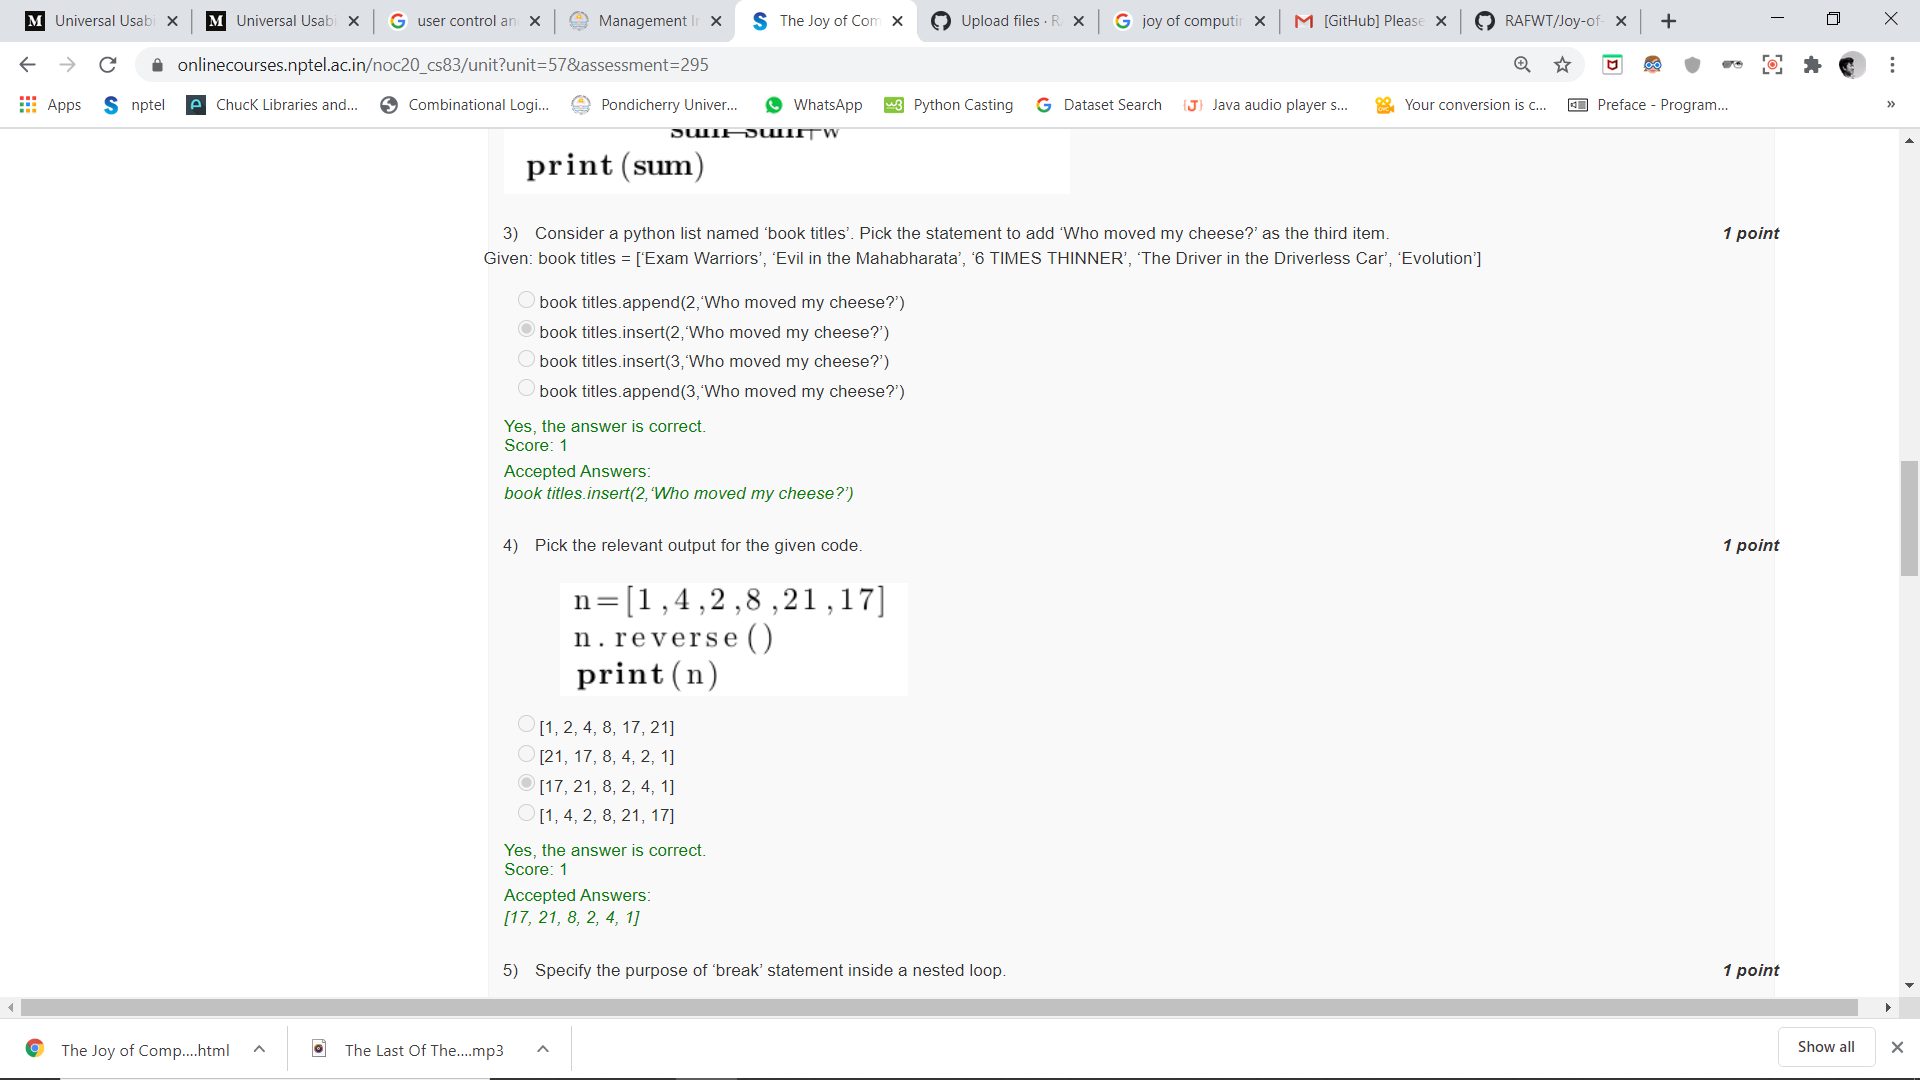 Universal Usabi
Universal Usabi
user control an
Management I
The Joy of Com
Upload files · R
joy of computin
[GitHub] Please
RAFWT/Joy-of-
onlinecourses.nptel.ac.in/noc20_cs83/unit?unit=57&assessment=295
Apps
nptel
ChucK Libraries and...
Combinational Logi...
Pondicherry Univer...
WhatsApp
Python Casting
Dataset Search
Java audio player s...
Your conversion is c...
Preface - Program...
sum=sum+w
print(sum)
3) Consider a python list named ‘book titles’. Pick the statement to add ‘Who moved my cheese?’ as the third item. 1 point
Given: book titles = [‘Exam Warriors’, ‘Evil in the Mahabharata’, ‘6 TIMES THINNER’, ‘The Driver in the Driverless Car’, ‘Evolution’]
book titles.append(2,‘Who moved my cheese?’)
book titles.insert(2,‘Who moved my cheese?’)
book titles.insert(3,‘Who moved my cheese?’)
book titles.append(3,‘Who moved my cheese?’)
Yes, the answer is correct.
Score: 1
Accepted Answers:
book titles.insert(2,‘Who moved my cheese?’)
4) Pick the relevant output for the given code. 1 point
n=[1,4,2,8,21,17]
n.reverse()
print(n)
[1, 2, 4, 8, 17, 21]
[21, 17, 8, 4, 2, 1]
[17, 21, 8, 2, 4, 1]
[1, 4, 2, 8, 21, 17]
Yes, the answer is correct.
Score: 1
Accepted Answers:
[17, 21, 8, 2, 4, 1]
5) Specify the purpose of ‘break’ statement inside a nested loop. 1 point
The Joy of Comp....html
The Last Of The....mp3
Show all